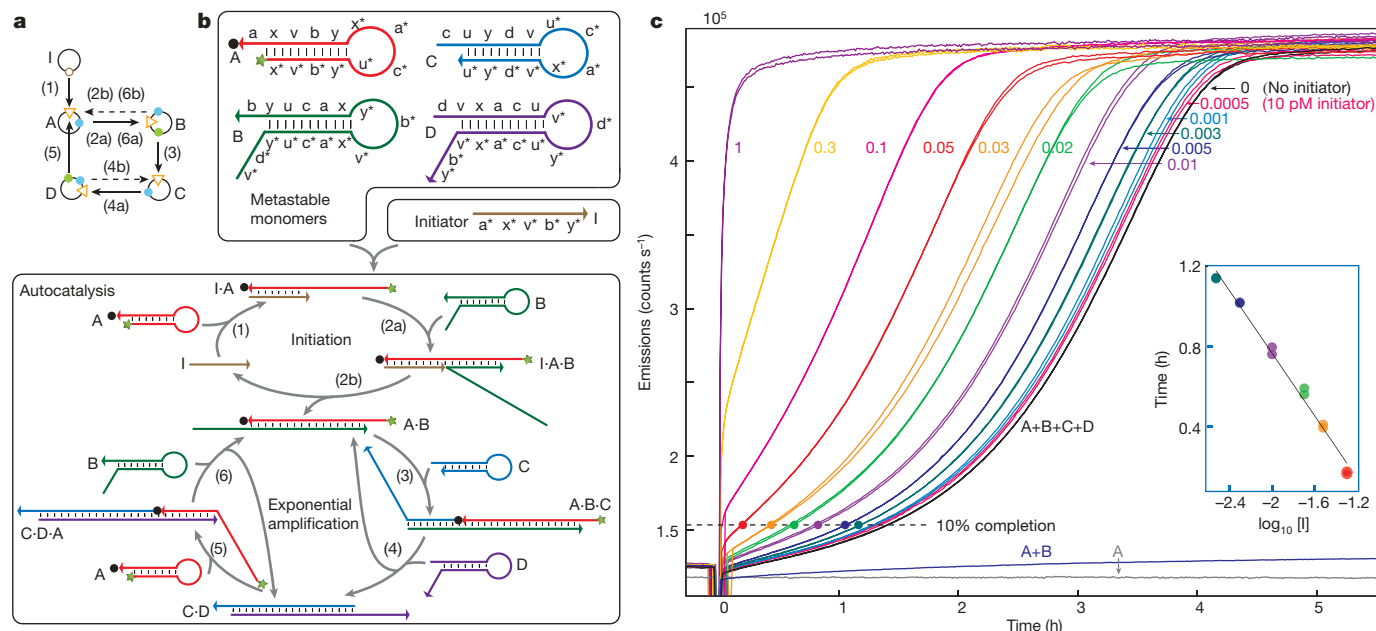 a
I
(1)
(2b) (6b)
A
B
(2a) (6a)
(5)
(3)
(4b)
D
C
(4a)
b
a x v b y x* a*
A
x* v* b* y* u* c*
c u y d v u* c*
C
u* y* d* v* x* a*
b y u c a x y*
B
b*
y* u* c* a* x* v*
d*
v*
d v x a c u v*
D
d*
v* x* a* c* u* y*
b*
y*
Metastable
monomers
Initiator
I
a* x* v* b* y*
Autocatalysis
I·A
B
A
(1)
(2a)
Initiation
I
I·A·B
(2b)
A·B
B
(6)
(3)
C
Exponential
amplification
A·B·C
C·D·A
(5)
(4)
A
D
C·D
c
10⁵
Emissions (counts s⁻¹)
4
3
2
1.5
1
0.3
0.1
0.05
0.03
0.02
0 (No initiator)
0.0005 (10 pM initiator)
0.001
0.003
0.005
0.01
A+B+C+D
10% completion
A+B
A
0 1 2 3 4 5
Time (h)
1.2
0.8
0.4
Time (h)
−2.4 −2.0 −1.6 −1.2
log₁₀ [I]